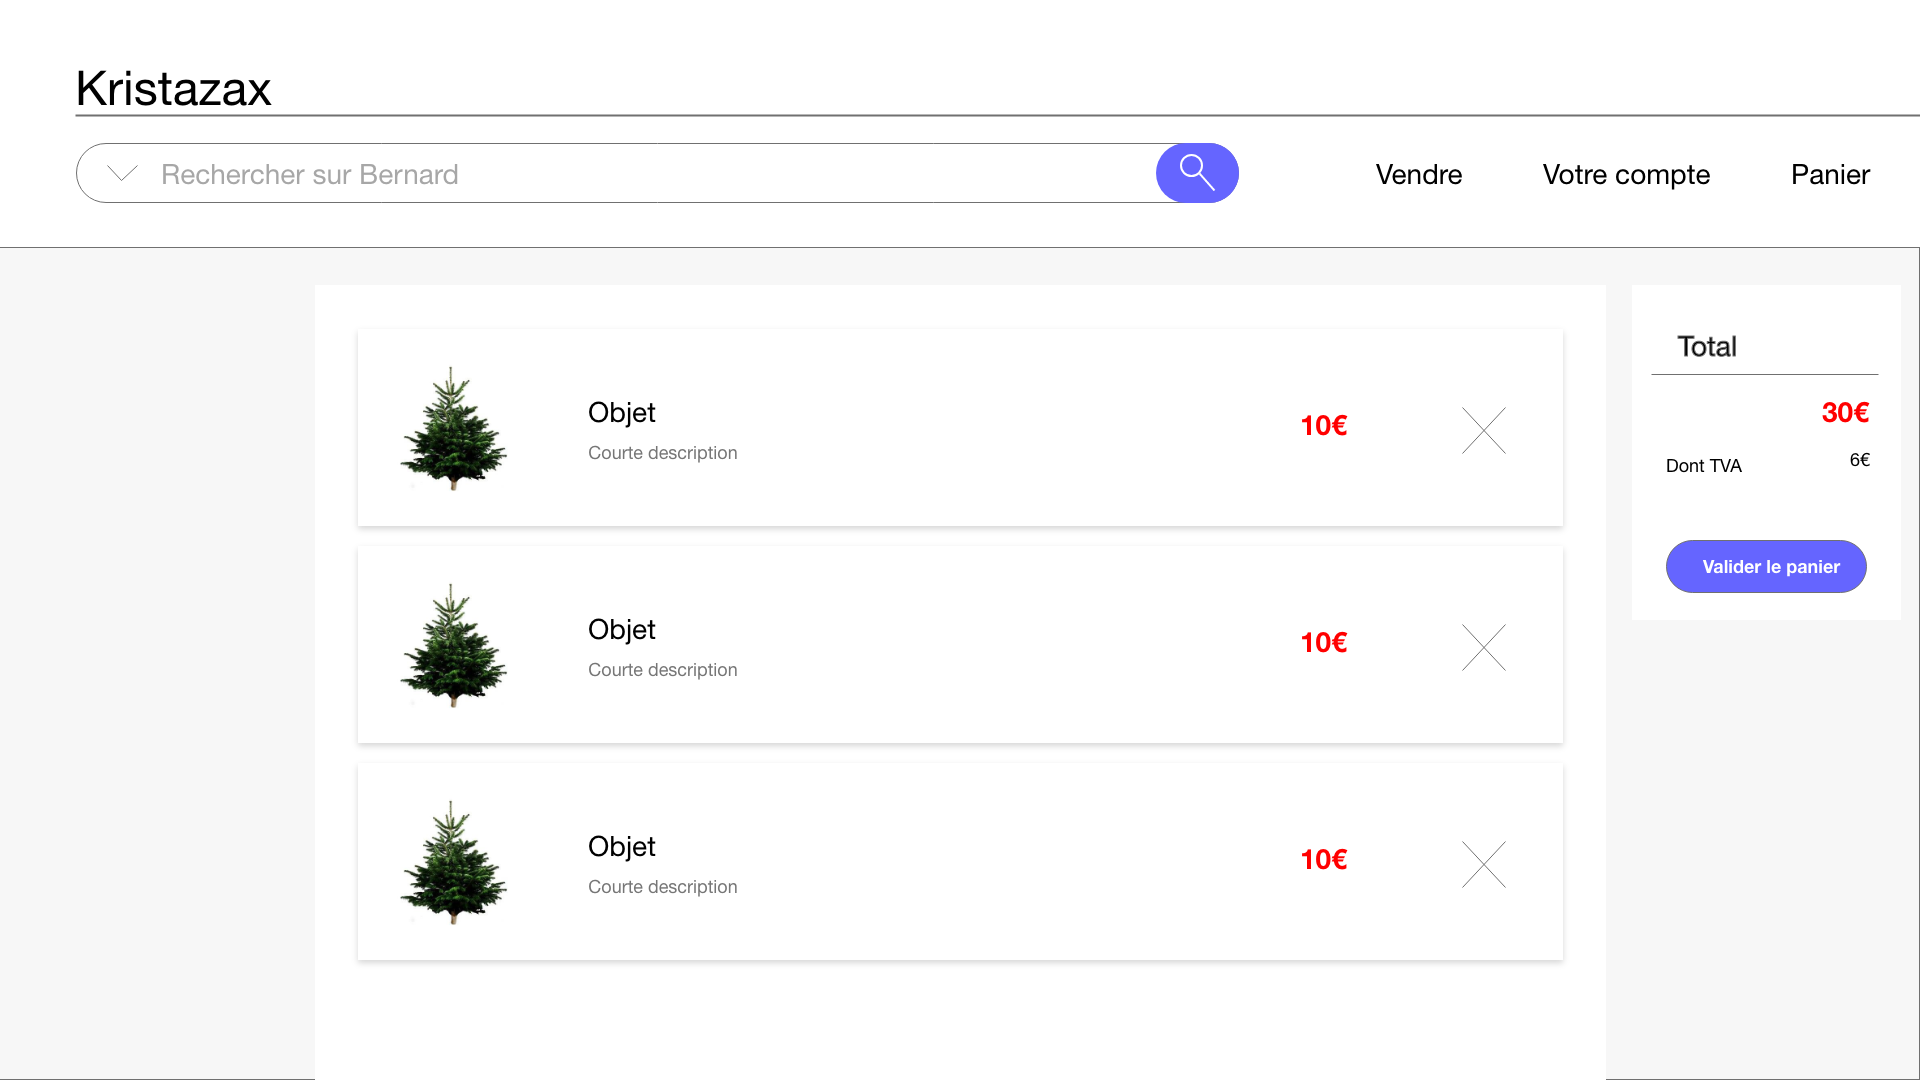 Kristazax
Rechercher sur Bernard
Vendre
Votre compte
Panier
Objet
Courte description
10€
Objet
Courte description
10€
Objet
Courte description
10€
Total
30€
Dont TVA
6€
Valider le panier